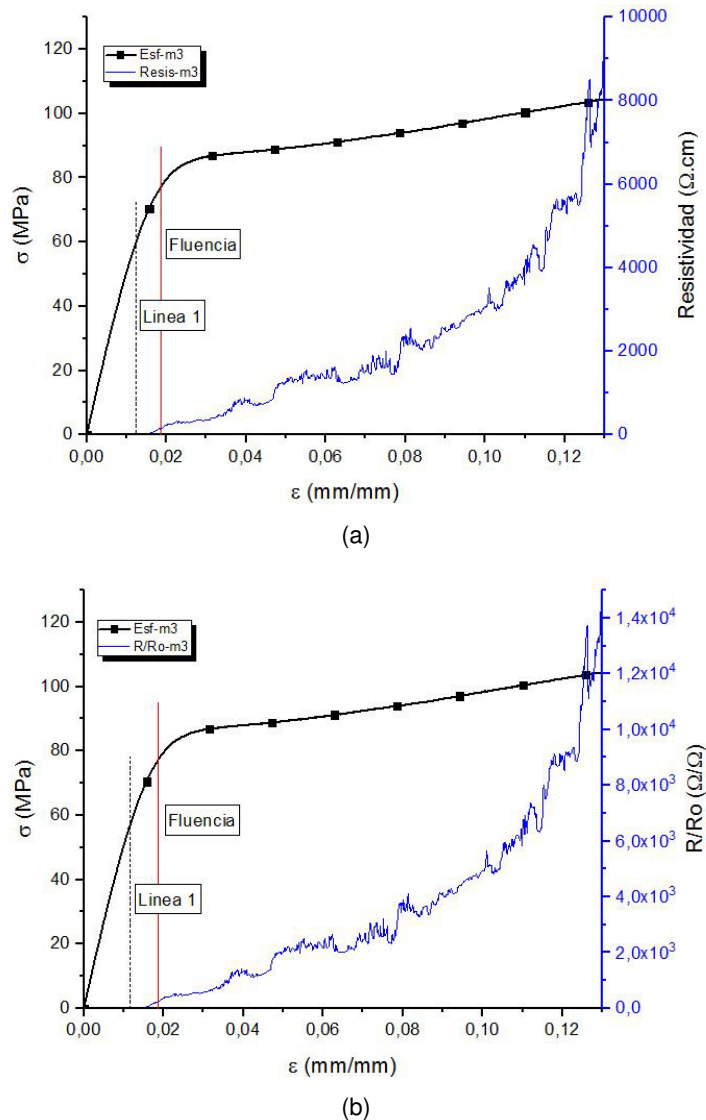 Esf-m3
Resis-m3
120
100
80
60
40
20
0
σ (MPa)
Fluencia
Linea 1
10000
8000
6000
4000
2000
0
Resistividad (Ω.cm)
0,00 0,02 0,04 0,06 0,08 0,10 0,12
ε (mm/mm)
(a)
Esf-m3
R/Ro-m3
120
100
80
60
40
20
0
σ (MPa)
Fluencia
Linea 1
1,4x10⁴
1,2x10⁴
1,0x10⁴
8,0x10³
6,0x10³
4,0x10³
2,0x10³
0,0
R/Ro (Ω/Ω)
0,00 0,02 0,04 0,06 0,08 0,10 0,12
ε (mm/mm)
(b)